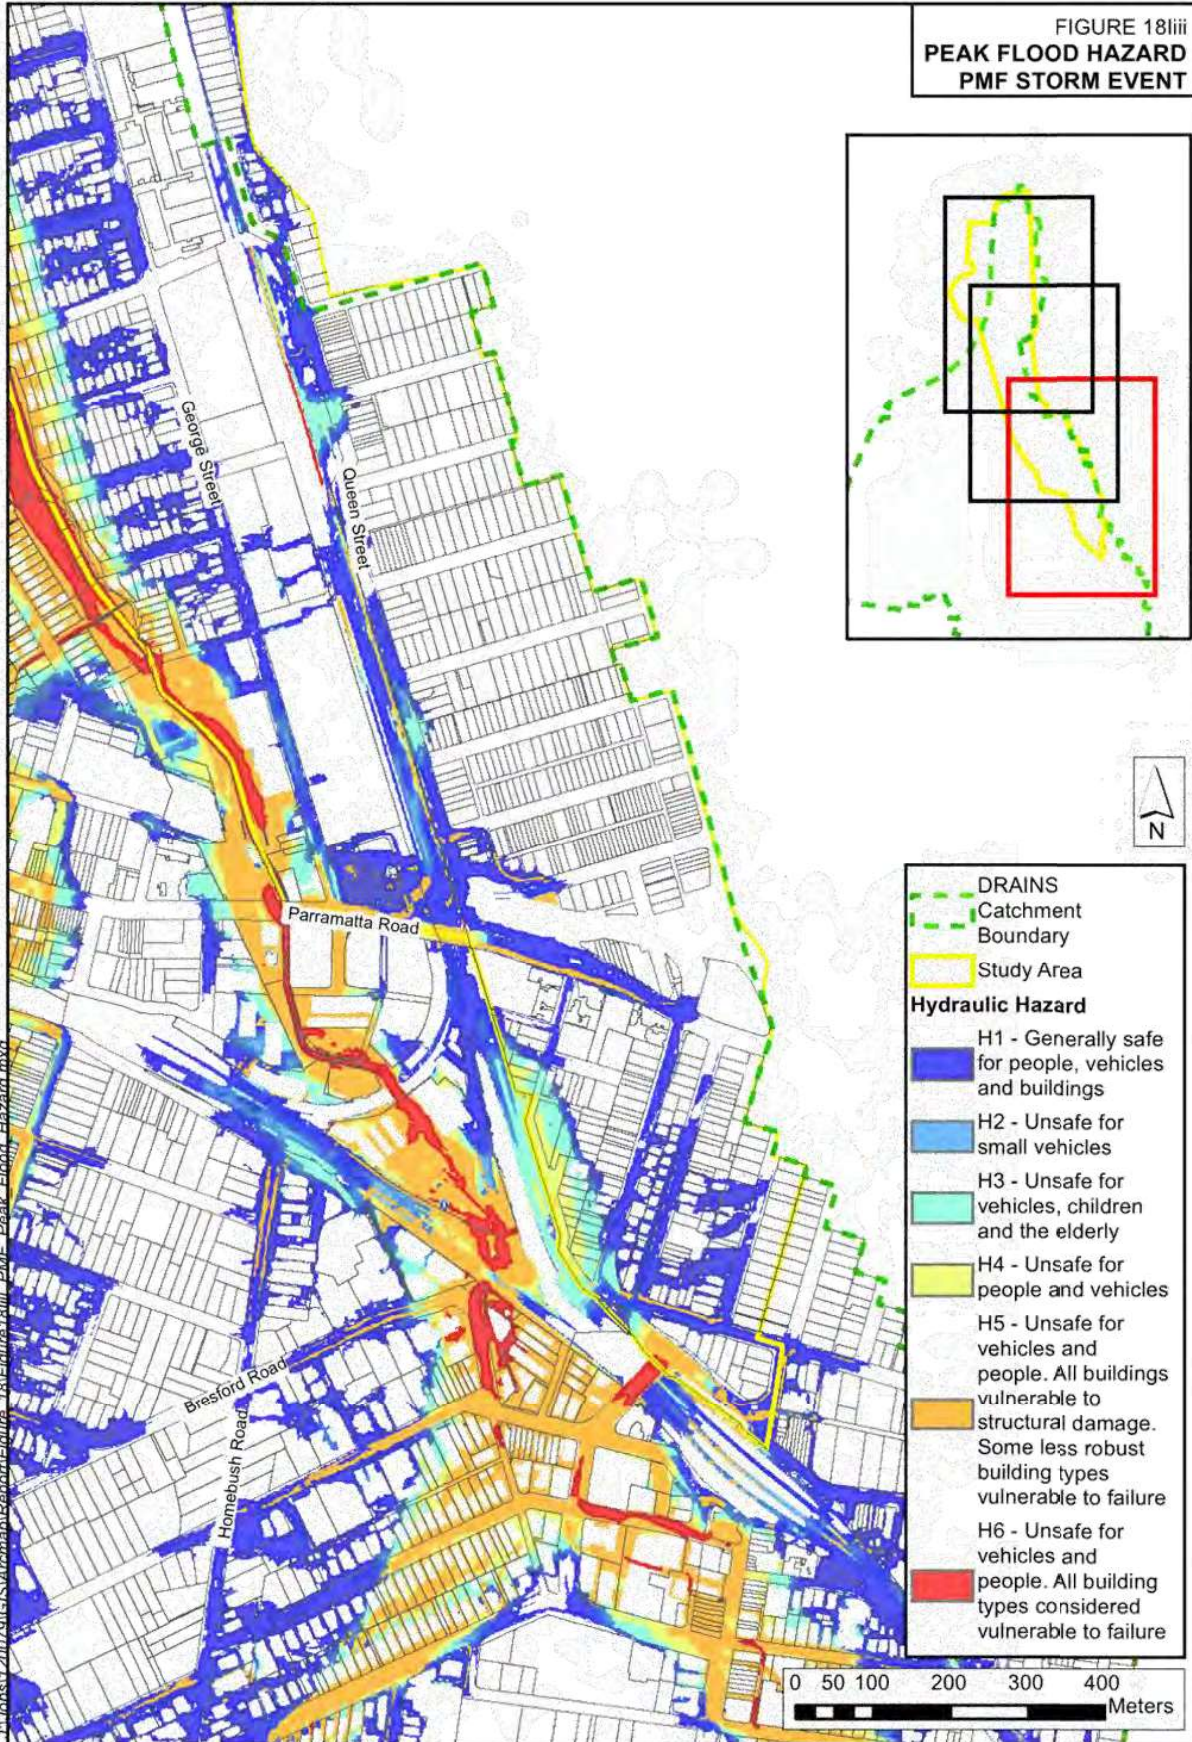 FIGURE 18Iiii
PEAK FLOOD HAZARD
PMF STORM EVENT
George Street
Queen Street
Parramatta Road
Bresford Road
Homebush Road
N
DRAINS
Catchment
Boundary
Study Area
Hydraulic Hazard
H1 - Generally safe
for people, vehicles
and buildings
H2 - Unsafe for
small vehicles
H3 - Unsafe for
vehicles, children
and the elderly
H4 - Unsafe for
people and vehicles
H5 - Unsafe for
vehicles and
people. All buildings
vulnerable to
structural damage.
Some less robust
building types
vulnerable to failure
H6 - Unsafe for
vehicles and
people. All building
types considered
vulnerable to failure
0 50 100 200 300 400
Meters